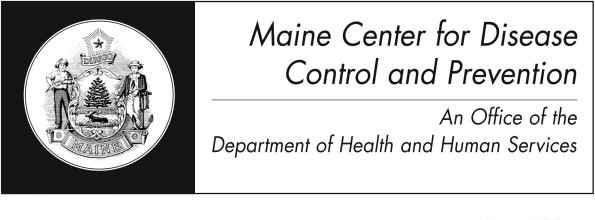 DIRIGO
MAINE
Maine Center for Disease
Control and Prevention
An Office of the
Department of Health and Human Services